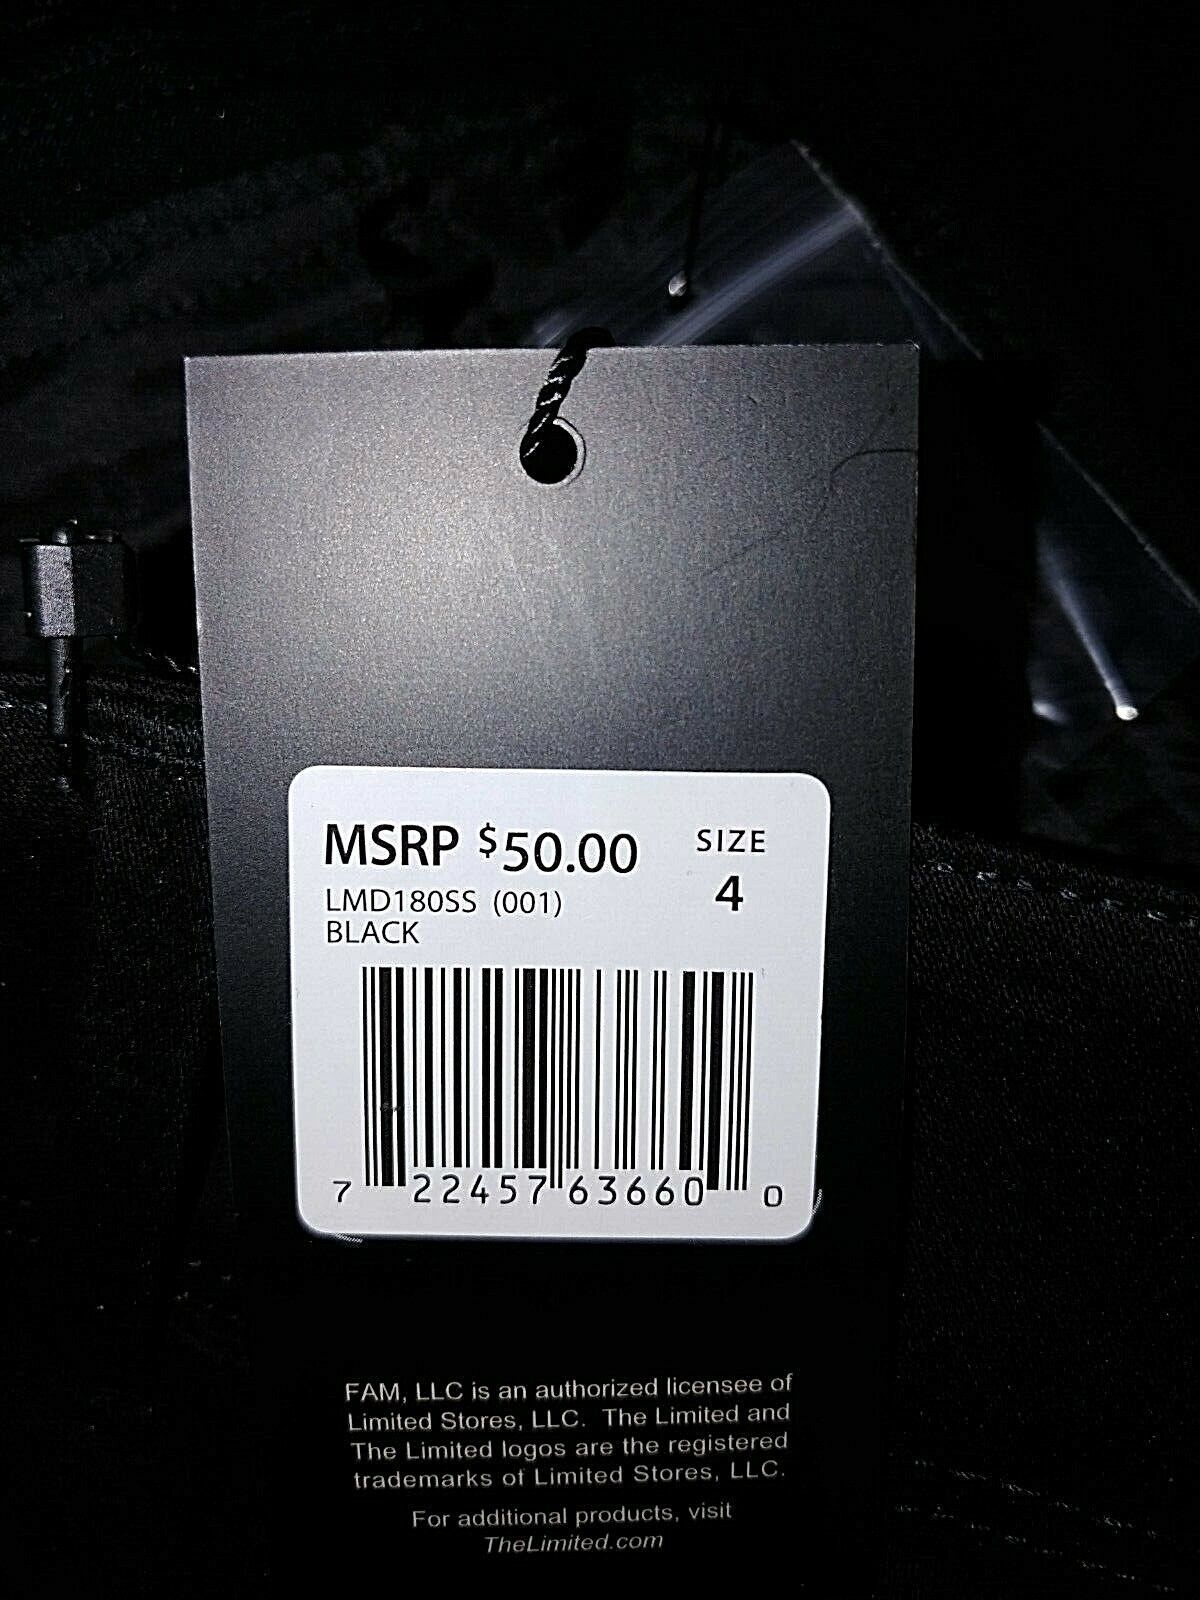 MSRP $50.00 SIZE
LMD180SS (001) 4
BLACK
7 22457 63660 0
FAM, LLC is an authorized licensee of
Limited Stores, LLC. The Limited and
The Limited logos are the registered
trademarks of Limited Stores, LLC.
For additional products, visit
TheLimited.com